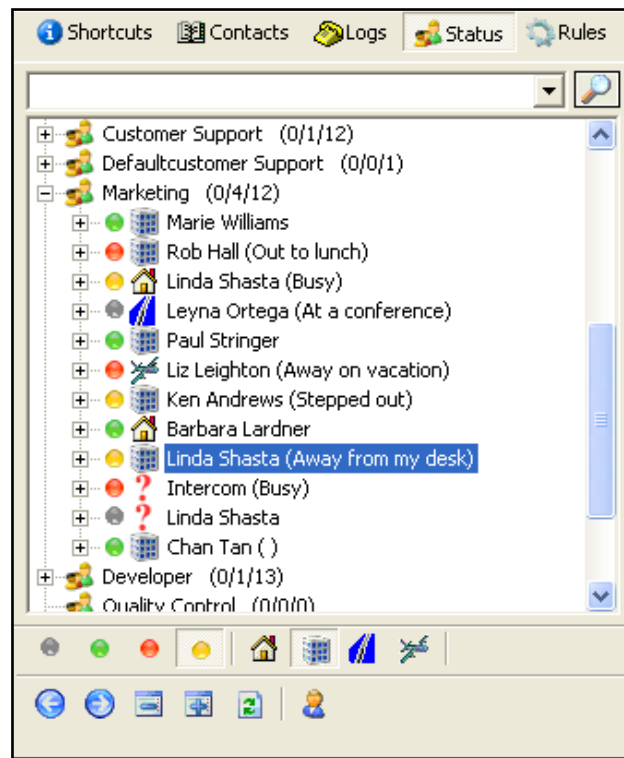 Shortcuts Contacts Logs Status Rules
Customer Support (0/1/12)
Defaultcustomer Support (0/0/1)
Marketing (0/4/12)
Marie Williams
Rob Hall (Out to lunch)
Linda Shasta (Busy)
Leyna Ortega (At a conference)
Paul Stringer
Liz Leighton (Away on vacation)
Ken Andrews (Stepped out)
Barbara Lardner
Linda Shasta (Away from my desk)
? Intercom (Busy)
? Linda Shasta
Chan Tan ( )
Developer (0/1/13)
Quality Control (0/0/0)